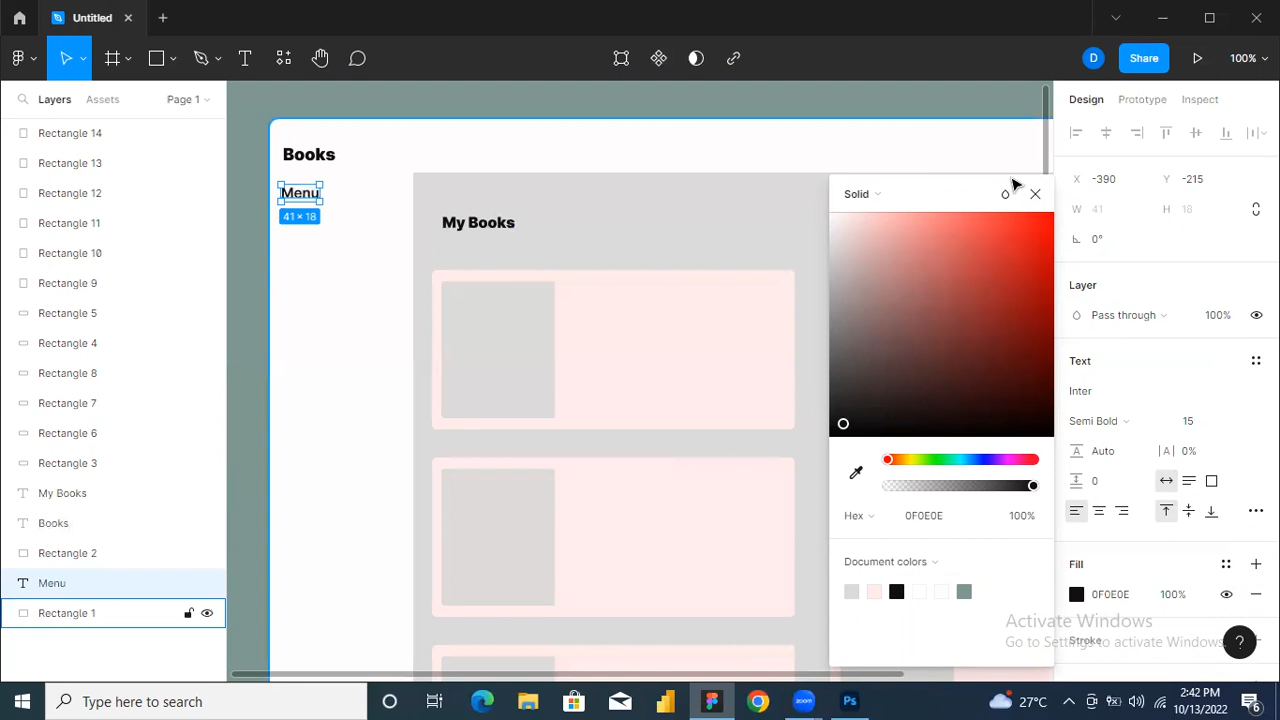 Untitled
Share
100%
Layers
Assets
Page 1
Design
Prototype
Inspect
Rectangle 14
Rectangle 13
Rectangle 12
Rectangle 11
Rectangle 10
Rectangle 9
Rectangle 5
Rectangle 4
Rectangle 8
Rectangle 7
Rectangle 6
Rectangle 3
My Books
Books
Rectangle 2
Menu
Rectangle 1
Books
Menu
41 × 18
My Books
Solid
Hex
0F0E0E
100%
Document colors
X
-390
Y
-215
W
41
H
18
0°
Layer
Pass through
100%
Text
Inter
Semi Bold
15
Auto
0%
0
Fill
0F0E0E
100%
Stroke
Activate Windows
Go to Settings to activate Windows.
D
?
Type here to search
zoom
Ps
27°C
2:42 PM
10/13/2022
6